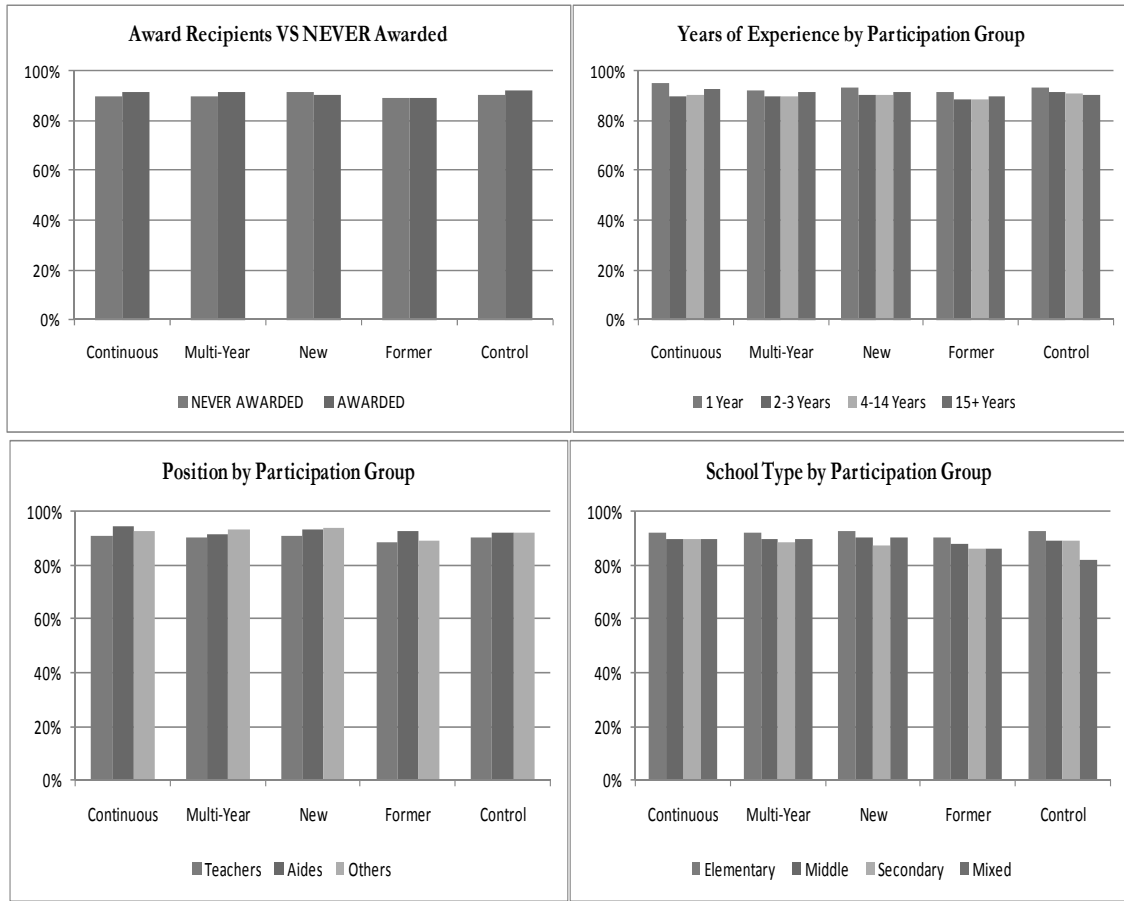 Award Recipients VS NEVER Awarded
100%
80%
60%
40%
20%
0%
Continuous Multi-Year New Former Control
NEVER AWARDED AWARDED
Years of Experience by Participation Group
100%
80%
60%
40%
20%
0%
Continuous Multi-Year New Former Control
1 Year 2-3 Years 4-14 Years 15+ Years
Position by Participation Group
100%
80%
60%
40%
20%
0%
Continuous Multi-Year New Former Control
Teachers Aides Others
School Type by Participation Group
100%
80%
60%
40%
20%
0%
Continuous Multi-Year New Former Control
Elementary Middle Secondary Mixed